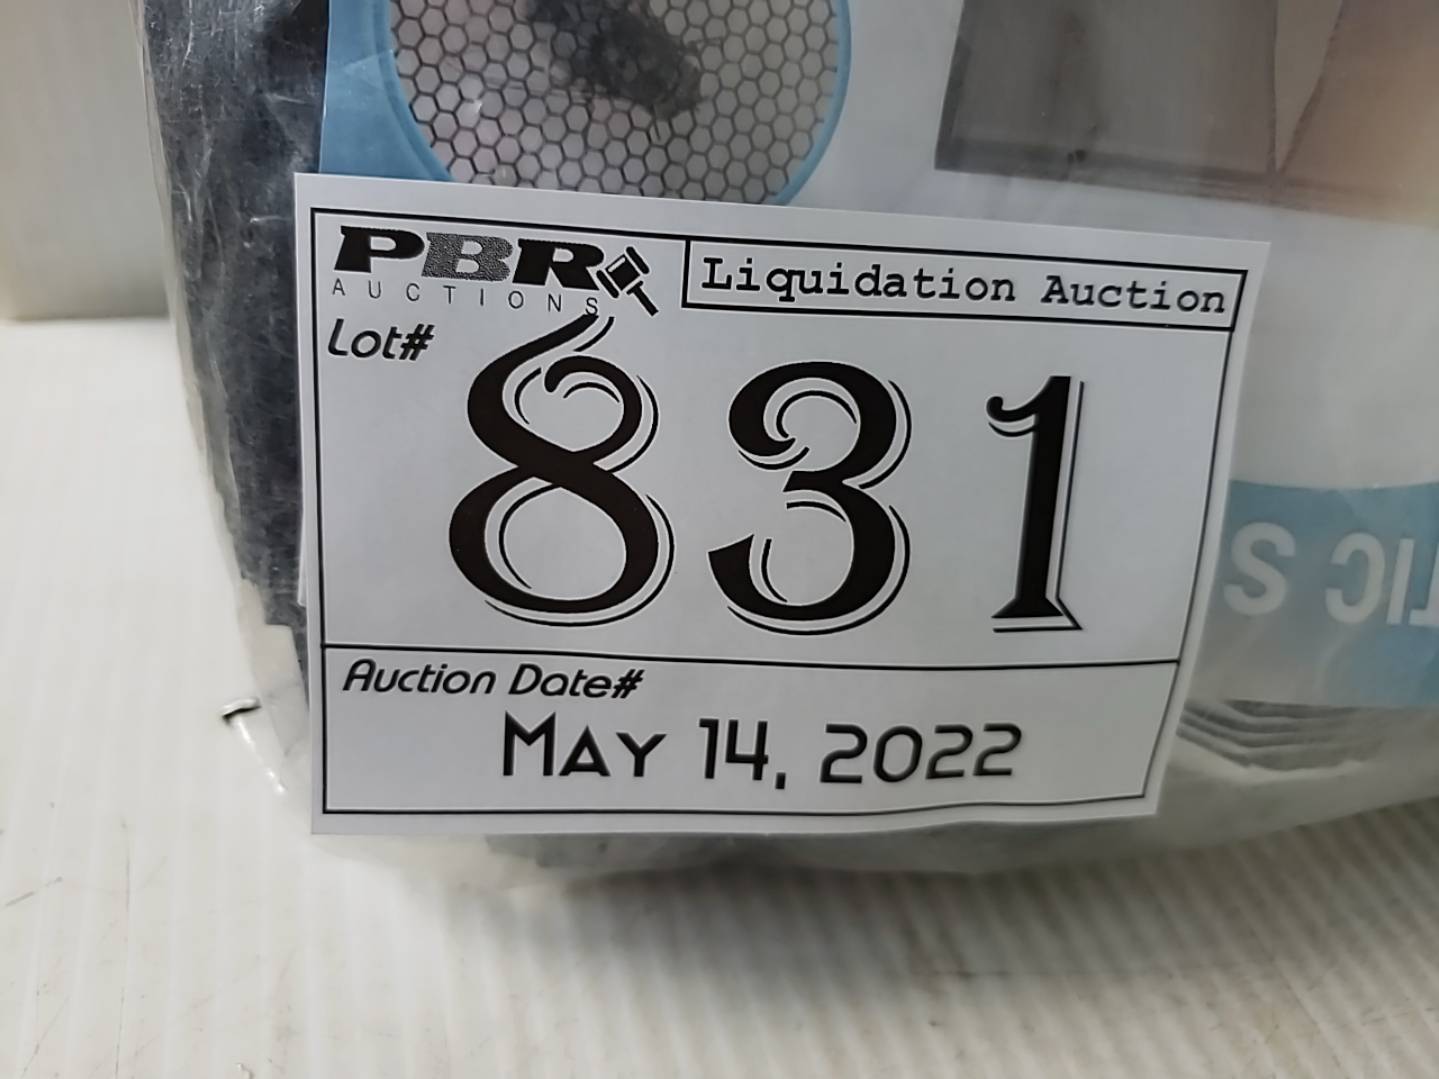 PBR
AUCTIONS
Liquidation Auction
Lot#
831
Auction Date#
May 14, 2022